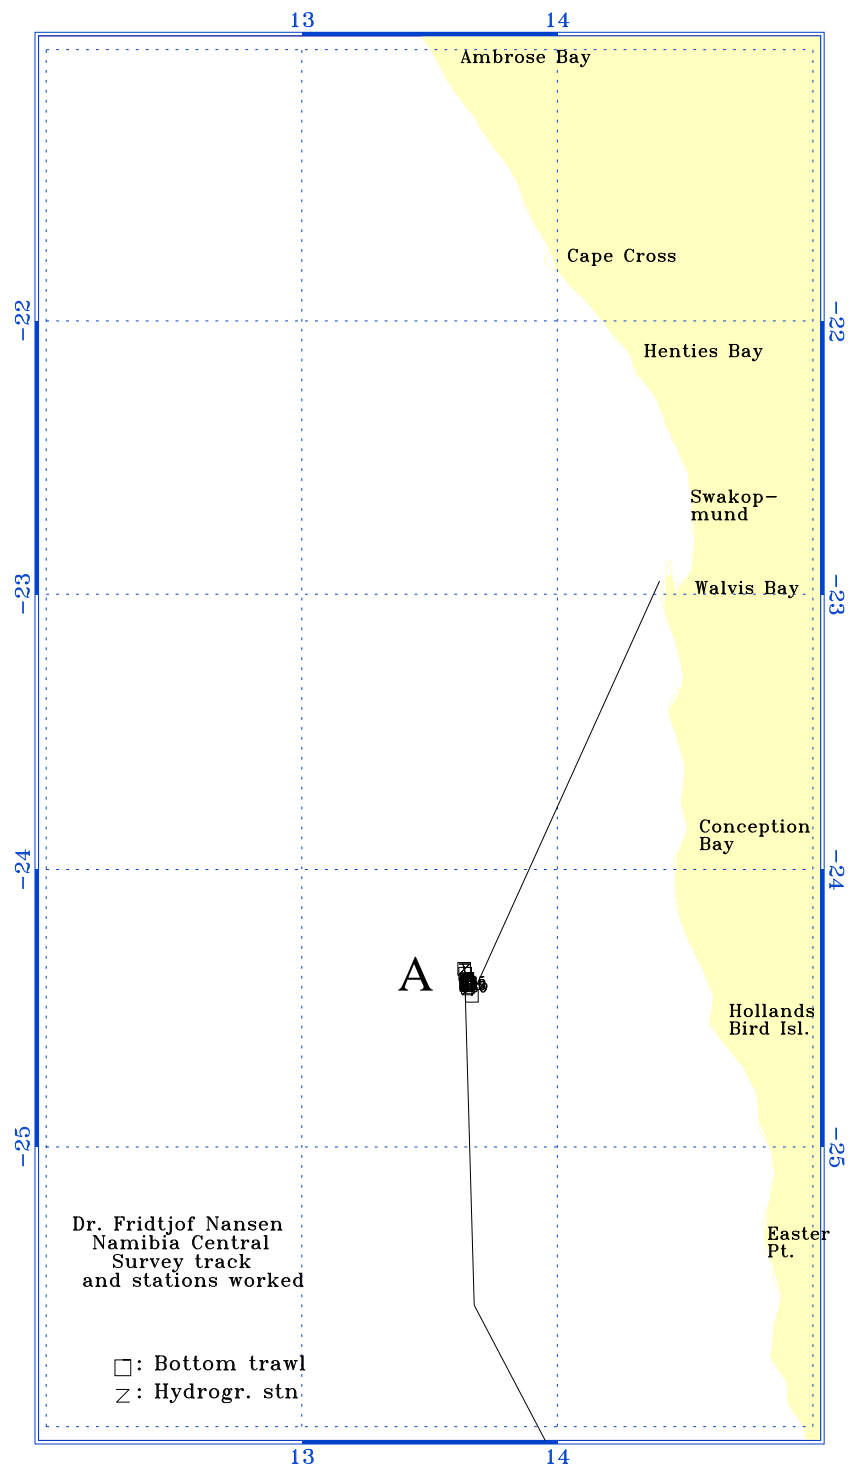 13 14
Ambrose Bay
Cape Cross
-22 -22
Henties Bay
Swakop-
mund
-23 -23
Walvis Bay
Conception
Bay
-24 -24
A
Hollands
Bird Isl.
-25 -25
Dr. Fridtjof Nansen
Namibia Central
Survey track
and stations worked
Easter
Pt.
: Bottom trawl
: Hydrogr. stn
13 14